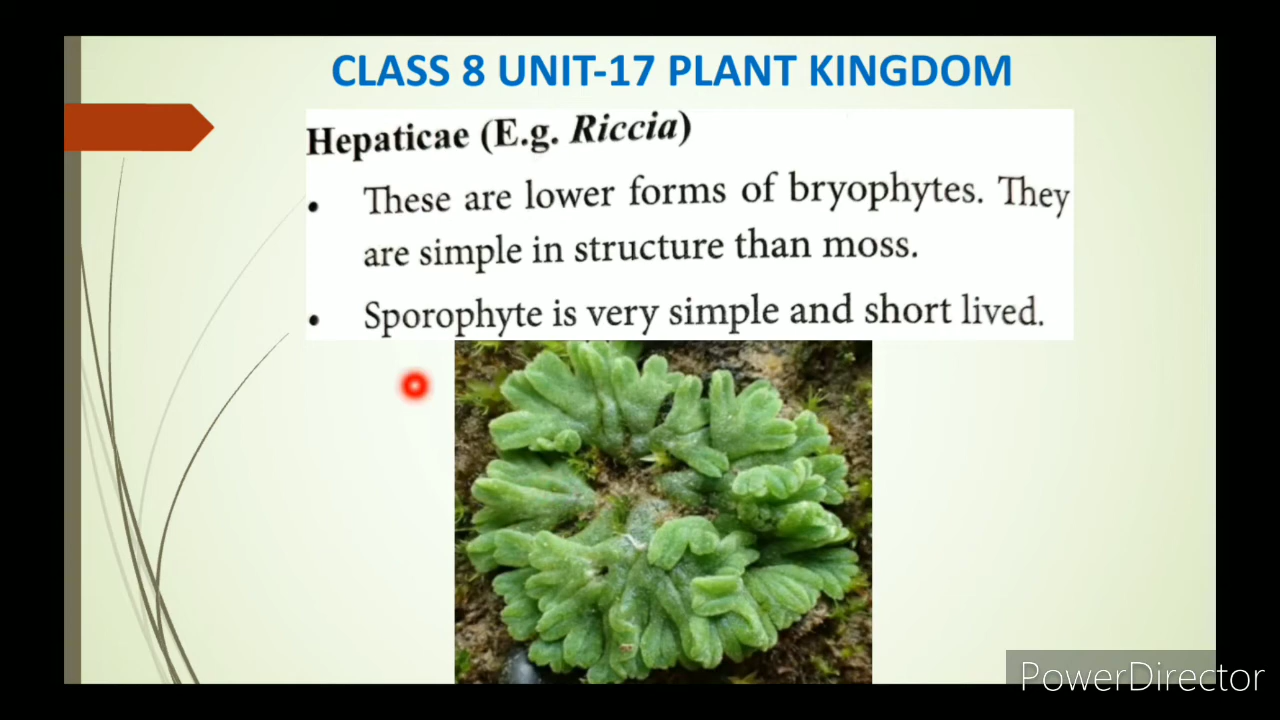 CLASS 8 UNIT-17 PLANT KINGDOM
Hepaticae (E.g. Riccia)
• These are lower forms of bryophytes. They
are simple in structure than moss.
• Sporophyte is very simple and short lived.
PowerDirector